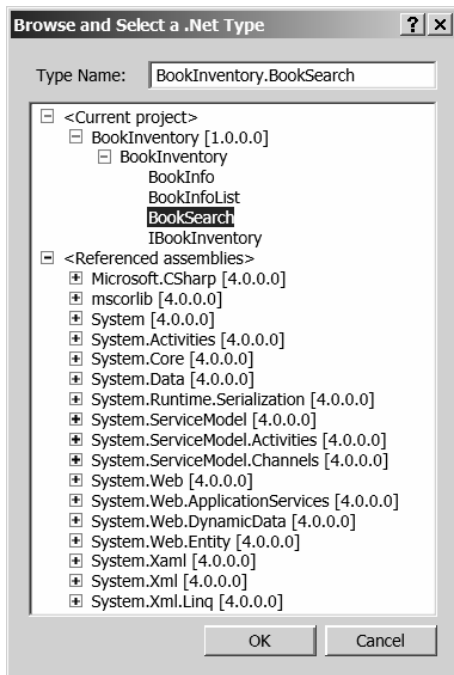 Browse and Select a .Net Type ? ×
Type Name: BookInventory.BookSearch
<Current project>
BookInventory [1.0.0.0]
BookInventory
BookInfo
BookInfoList
BookSearch
IBookInventory
<Referenced assemblies>
Microsoft.CSharp [4.0.0.0]
mscorlib [4.0.0.0]
System [4.0.0.0]
System.Activities [4.0.0.0]
System.Core [4.0.0.0]
System.Data [4.0.0.0]
System.Runtime.Serialization [4.0.0.0]
System.ServiceModel [4.0.0.0]
System.ServiceModel.Activities [4.0.0.0]
System.ServiceModel.Channels [4.0.0.0]
System.Web [4.0.0.0]
System.Web.ApplicationServices [4.0.0.0]
System.Web.DynamicData [4.0.0.0]
System.Web.Entity [4.0.0.0]
System.Xaml [4.0.0.0]
System.Xml [4.0.0.0]
System.Xml.Linq [4.0.0.0]
OK Cancel